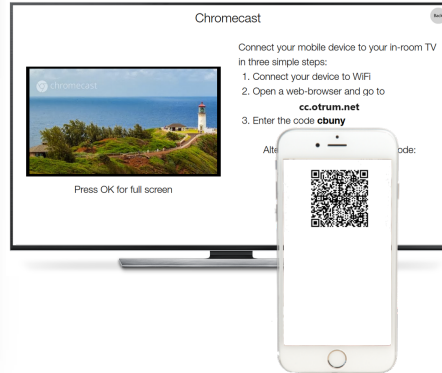 Chromecast
Back
chromecast
Connect your mobile device to your in-room TV
in three simple steps:
1. Connect your device to WiFi
2. Open a web-browser and go to
cc.otrum.net
3. Enter the code cbuny
Press OK for full screen